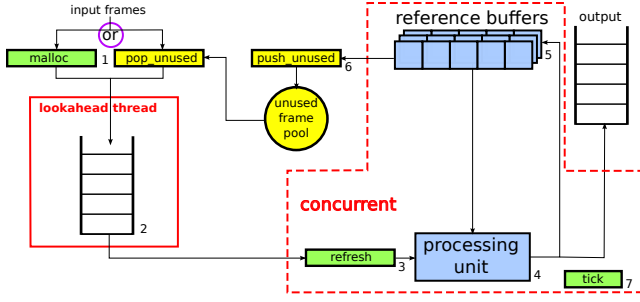 input frames
or
malloc
1
pop_unused
push_unused
6
reference buffers
5
output
lookahead thread
unused
frame
pool
2
concurrent
refresh
3
processing
unit
4
tick
7